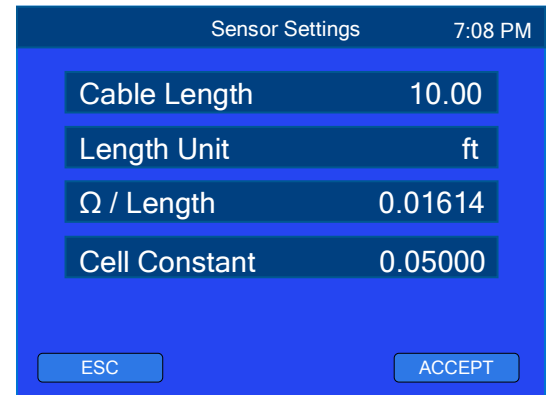 Sensor Settings 7:08 PM
Cable Length 10.00
Length Unit ft
Ω / Length 0.01614
Cell Constant 0.05000
ESC ACCEPT